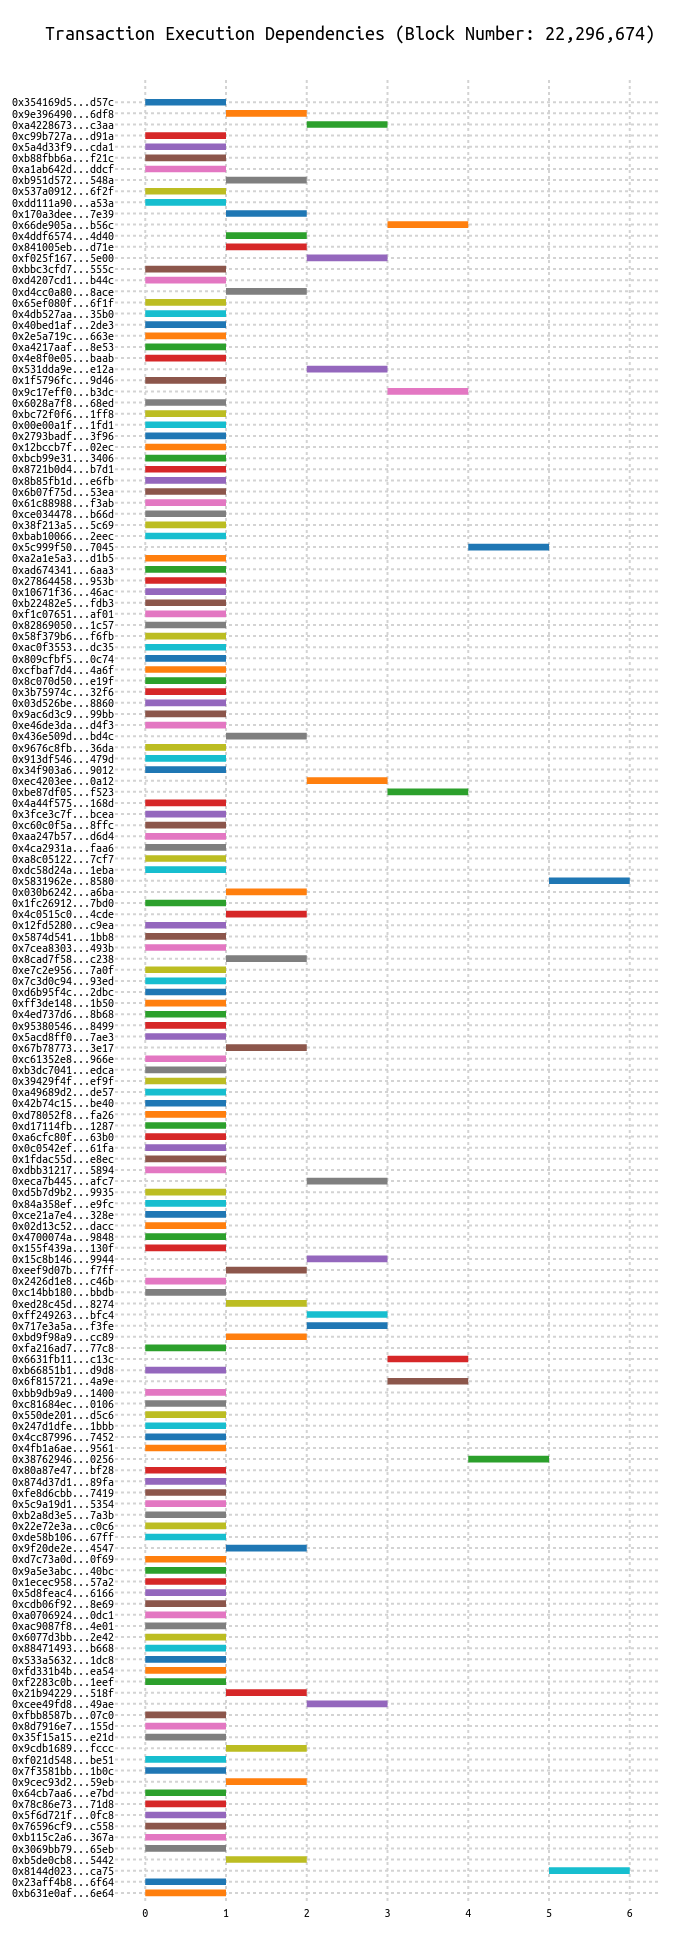 Transaction Execution Dependencies (Block Number: 22,296,674)
0x354169d5...d57c
0x9e396490...6df8
0xa4228673...c3aa
0xc99b727a...d91a
0x5a4d33f9...cda1
0xb88fbb6a...f21c
0xa1ab642d...ddcf
0xb951d572...548a
0x537a0912...6f2f
0xdd111a90...a53a
0x170a3dee...7e39
0x66de905a...b56c
0x4ddf6574...4d40
0x841005eb...d71e
0xf025f167...5e00
0xbbc3cfd7...555c
0xd4207cd1...b44c
0xd4cc0a80...8ace
0x65ef080f...6f1f
0x4db527aa...35b0
0x40bed1af...2de3
0x2e5a719c...663e
0xa4217aaf...8e53
0x4e8f0e05...baab
0x531dda9e...e12a
0x1f5796fc...9d46
0x9c17eff0...b3dc
0x6028a7f8...68ed
0xbc72f0f6...1ff8
0x00e00a1f...1fd1
0x2793badf...3f96
0x12bccb7f...02ec
0xbcb99e31...3406
0x8721b0d4...b7d1
0x8b85fb1d...e6fb
0x6b07f75d...53ea
0x61c88988...f3ab
0xce034478...b66d
0x38f213a5...5c69
0xbab10066...2eec
0x5c999f50...7045
0xa2a1e5a3...d1b5
0xad674341...6aa3
0x27864458...953b
0x10671f36...46ac
0xb22482e5...fdb3
0xf1c07651...af01
0x82869050...1c57
0x58f379b6...f6fb
0xac0f3553...dc35
0x809cfbf5...0c74
0xcfbaf7d4...4a6f
0x8c070d50...e19f
0x3b75974c...32f6
0x03d526be...8860
0x9ac6d3c9...99bb
0xe46de3da...d4f3
0x436e509d...bd4c
0x9676c8fb...36da
0x913df546...479d
0x34f903a6...9012
0xec4203ee...0a12
0xbe87df05...f523
0x4a44f575...168d
0x3fce3c7f...bcea
0xc60c0f5a...8ffc
0xaa247b57...d6d4
0x4ca2931a...faa6
0xa8c05122...7cf7
0xdc58d24a...1eba
0x5831962e...8580
0x030b6242...a6ba
0x1fc26912...7bd0
0x4c0515c0...4cde
0x12fd5280...c9ea
0x5874d541...1bb8
0x7cea8303...493b
0x8cad7f58...c238
0xe7c2e956...7a0f
0x7c3d0c94...93ed
0xd6b95f4c...2dbc
0xff3de148...1b50
0x4ed737d6...8b68
0x95380546...8499
0x5acd8ff0...7ae3
0x67b78773...3e17
0xc61352e8...966e
0xb3dc7041...edca
0x39429f4f...ef9f
0xa49689d2...de57
0x42b74c15...be40
0xd78052f8...fa26
0xd17114fb...1287
0xa6cfc80f...63b0
0x0c0542ef...61fa
0x1fdac55d...e8ec
0xdbb31217...5894
0xeca7b445...afc7
0xd5b7d9b2...9935
0x84a358ef...e9fc
0xce21a7e4...328e
0x02d13c52...dacc
0x4700074a...9848
0x155f439a...130f
0x15c8b146...9944
0xeef9d07b...f7ff
0x2426d1e8...c46b
0xc14bb180...bbdb
0xed28c45d...8274
0xff249263...bfc4
0x717e3a5a...f3fe
0xbd9f98a9...cc89
0xfa216ad7...77c8
0x6631fb11...c13c
0xb66851b1...d9d8
0x6f815721...4a9e
0xbb9db9a9...1400
0xc81684ec...0106
0x550de201...d5c6
0x247d1dfe...1bbb
0x4cc87996...7452
0x4fb1a6ae...9561
0x38762946...0256
0x80a87e47...bf28
0x874d37d1...89fa
0xfe8d6cbb...7419
0x5c9a19d1...5354
0xb2a8d3e5...7a3b
0x22e72e3a...c0c6
0xde58b106...67ff
0x9f20de2e...4547
0xd7c73a0d...0f69
0x9a5e3abc...40bc
0x1ecec958...57a2
0x5d8feac4...6166
0xcdb06f92...8e69
0xa0706924...0dc1
0xac9087f8...4e01
0x6077d3bb...2e42
0x88471493...b668
0x533a5632...1dc8
0xfd331b4b...ea54
0xf2283c0b...1eef
0x21b94229...518f
0xcee49fd8...49ae
0xfbb8587b...07c0
0x8d7916e7...155d
0x35f15a15...e21d
0x9cdb1689...fccc
0xf021d548...be51
0x7f3581bb...1b0c
0x9cec93d2...59eb
0x64cb7aa6...e7bd
0x78c86e73...71d8
0x5f6d721f...0fc8
0x76596cf9...c558
0xb115c2a6...367a
0x3069bb79...65eb
0xb5de0cb8...5442
0x8144d023...ca75
0x23aff4b8...6f64
0xb631e0af...6e64
0 1 2 3 4 5 6